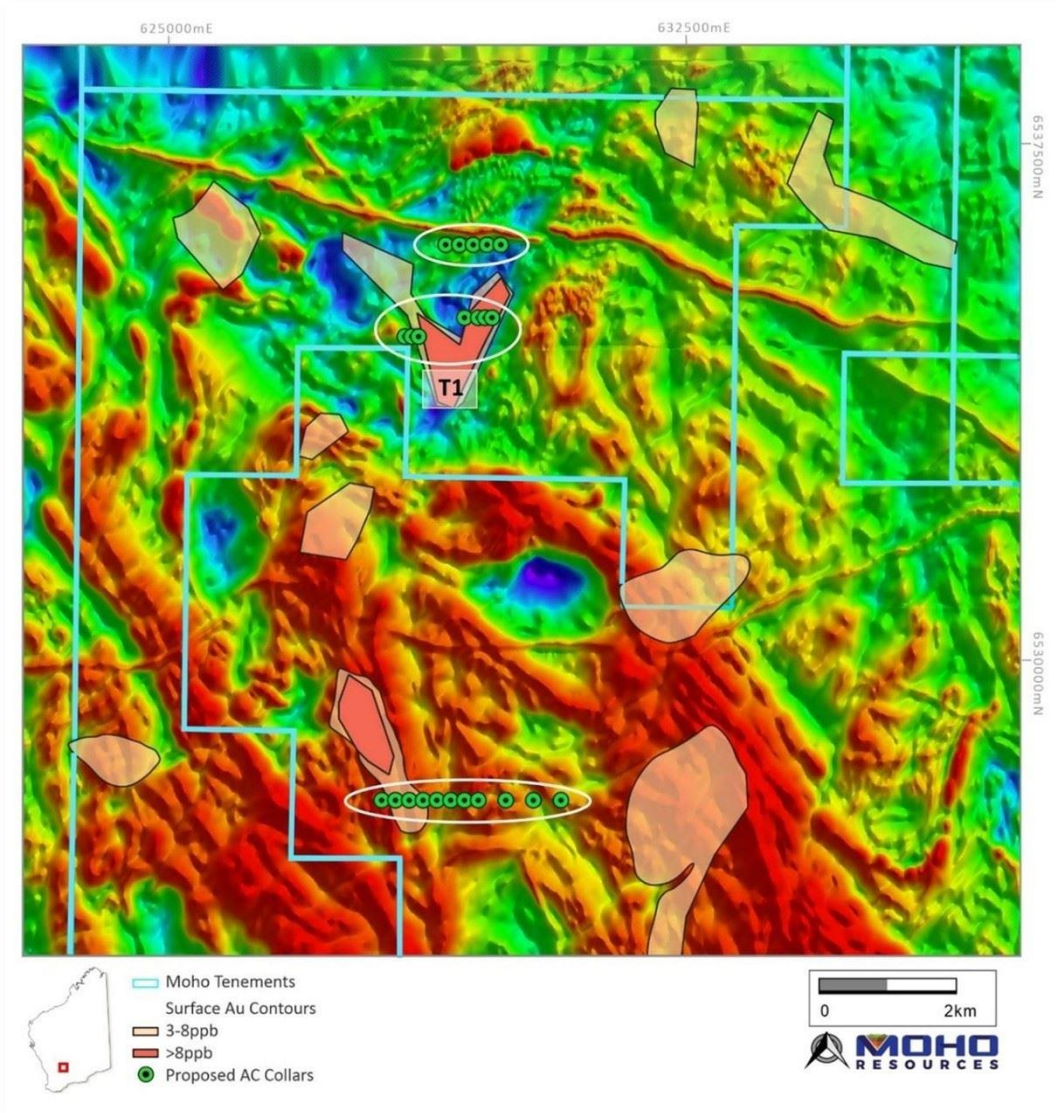 625000mE
632500mE
6537500mN
T1
6530000mN
Moho Tenements
Surface Au Contours
3-8ppb
>8ppb
Proposed AC Collars
0 2km
MOHO
RESOURCES